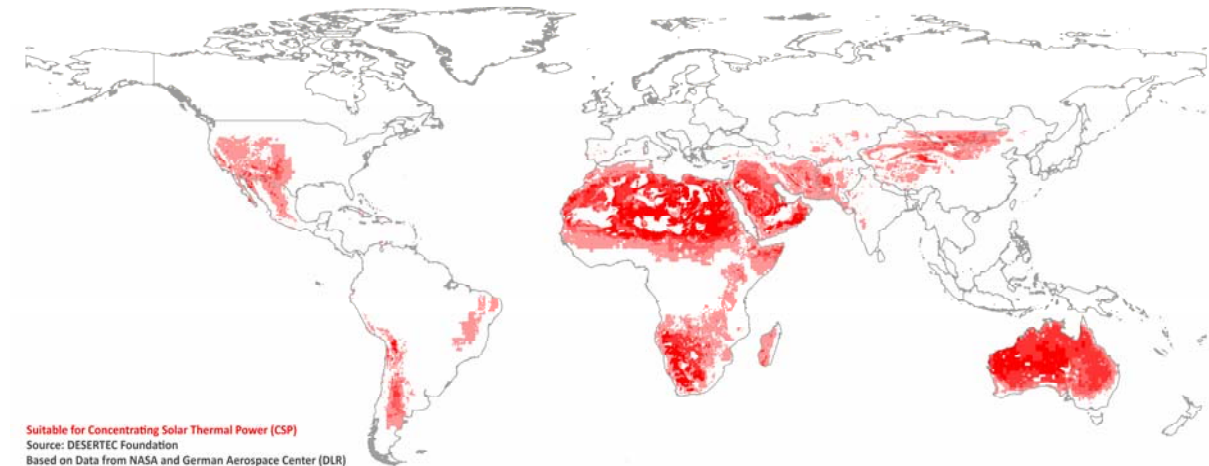 Suitable for Concentrating Solar Thermal Power (CSP)
Source: DESERTEC Foundation
Based on Data from NASA and German Aerospace Center (DLR)